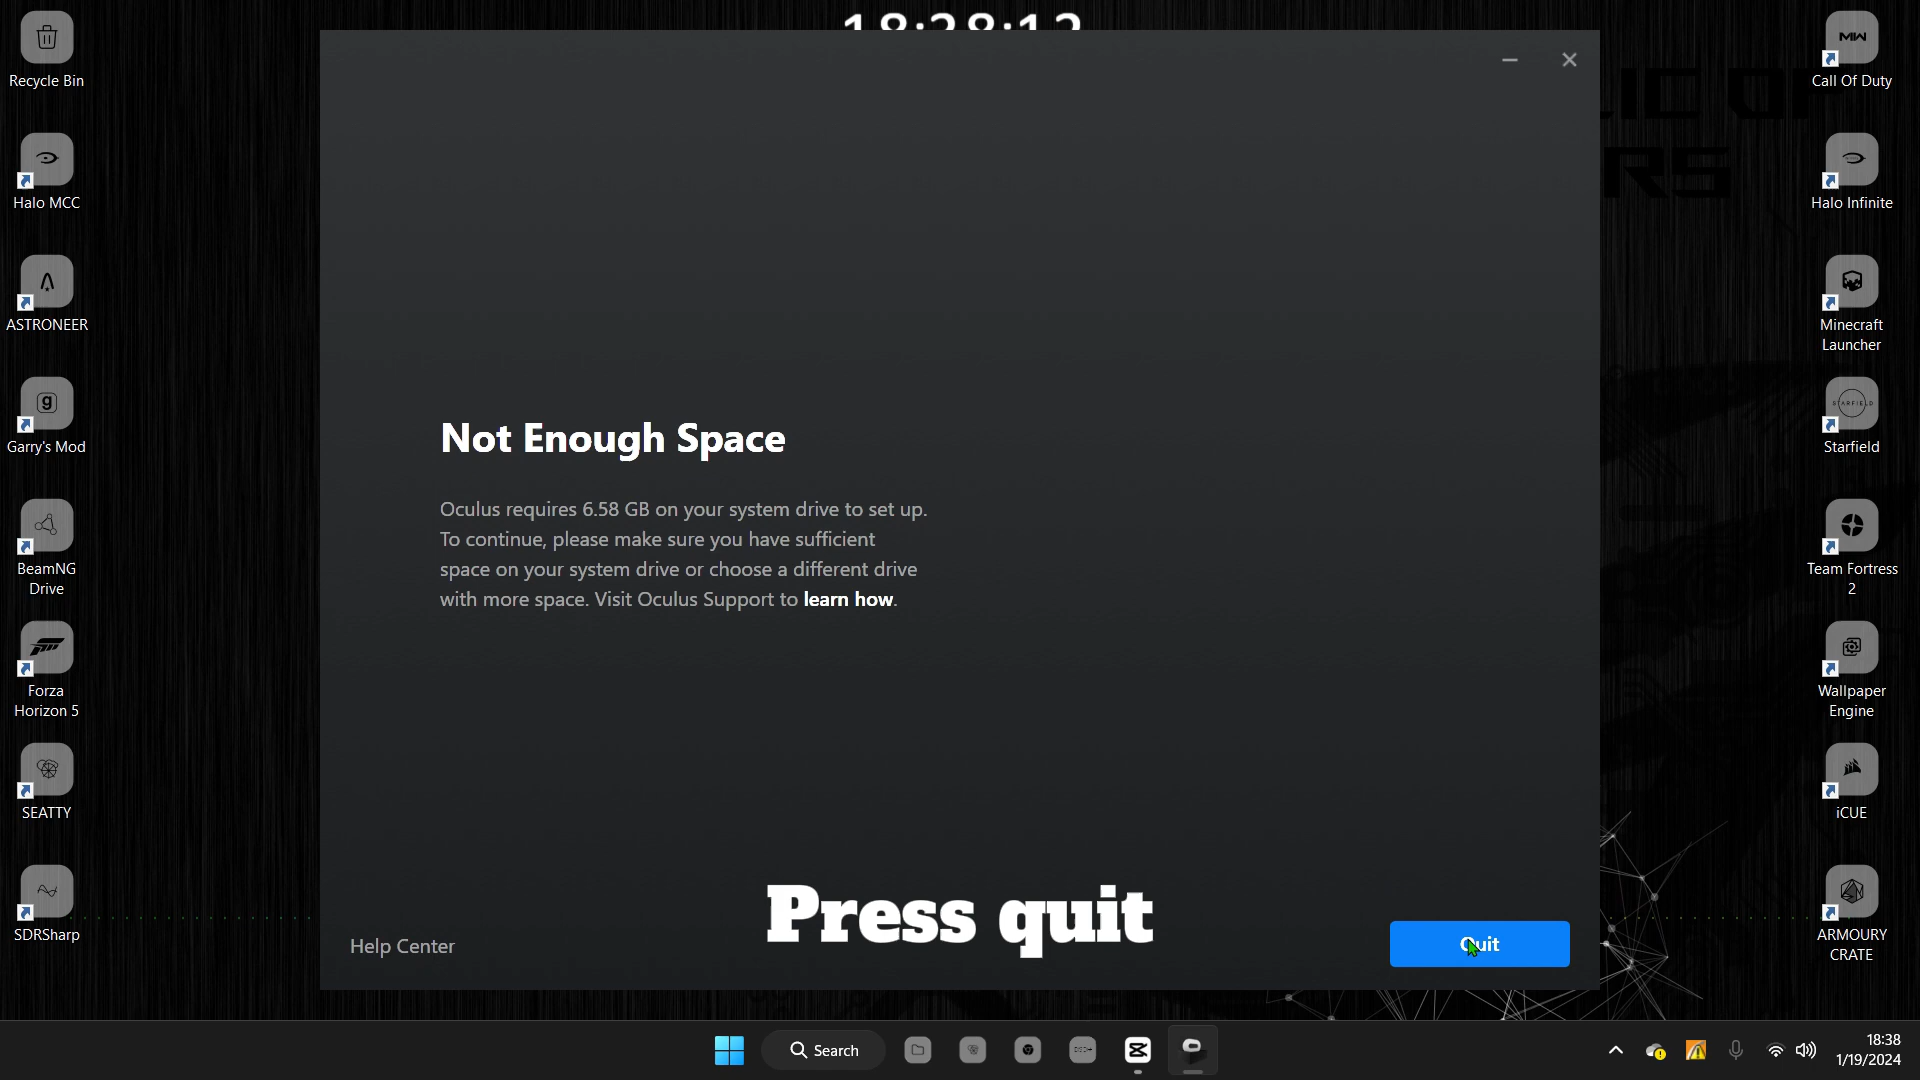 Recycle Bin
Halo MCC
ASTRONEER
Garry's Mod
BeamNG
Drive
Forza
Horizon 5
SEATTY
SDRSharp
Not Enough Space
Oculus requires 6.58 GB on your system drive to set up.
To continue, please make sure you have sufficient
space on your system drive or choose a different drive
with more space. Visit Oculus Support to learn how.
Press quit
Help Center
Quit
MW
Call Of Duty
Halo Infinite
Minecraft
Launcher
STARFIELD
Starfield
Team Fortress
2
Wallpaper
Engine
iCUE
ARMOURY
CRATE
Search
18:38
1/19/2024